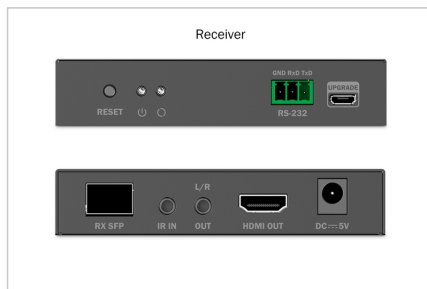 Receiver
GND RxD TxD
UPGRADE
RESET
RS-232
L/R
RX SFP
IR IN
OUT
HDMI OUT
DC⎓5V